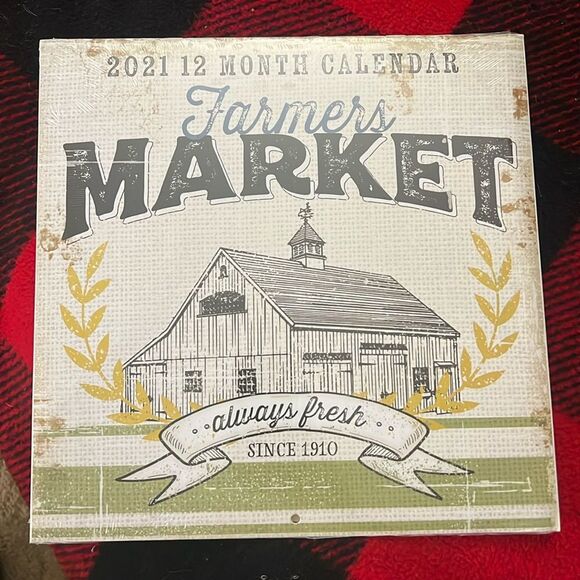 2021 12 MONTH CALENDAR
Farmers
MARKET
always fresh
SINCE 1910